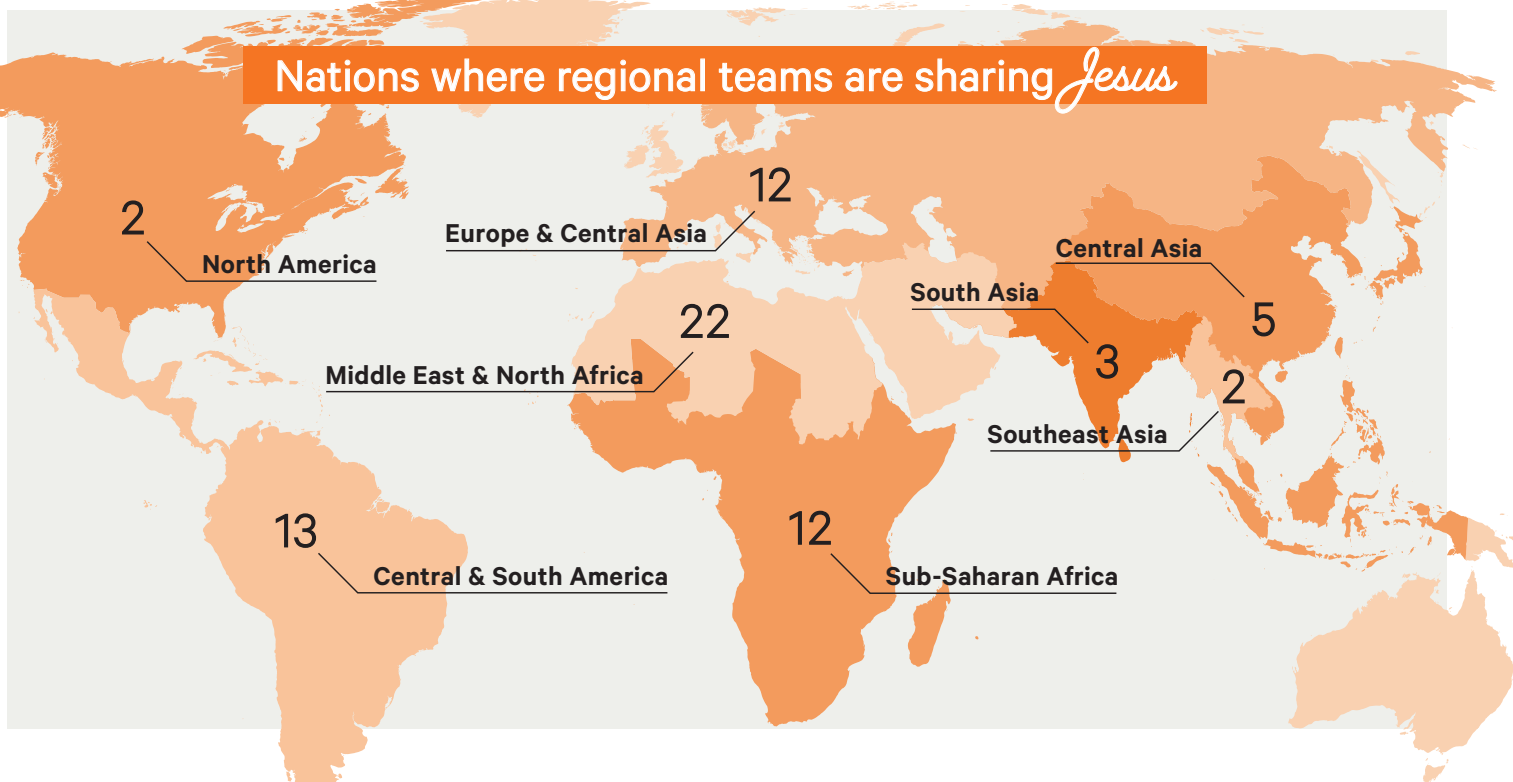 Nations where regional teams are sharing Jesus
12
Europe & Central Asia
2
North America
Central Asia
5
South Asia
3
22
Middle East & North Africa
2
Southeast Asia
13
Central & South America
12
Sub-Saharan Africa